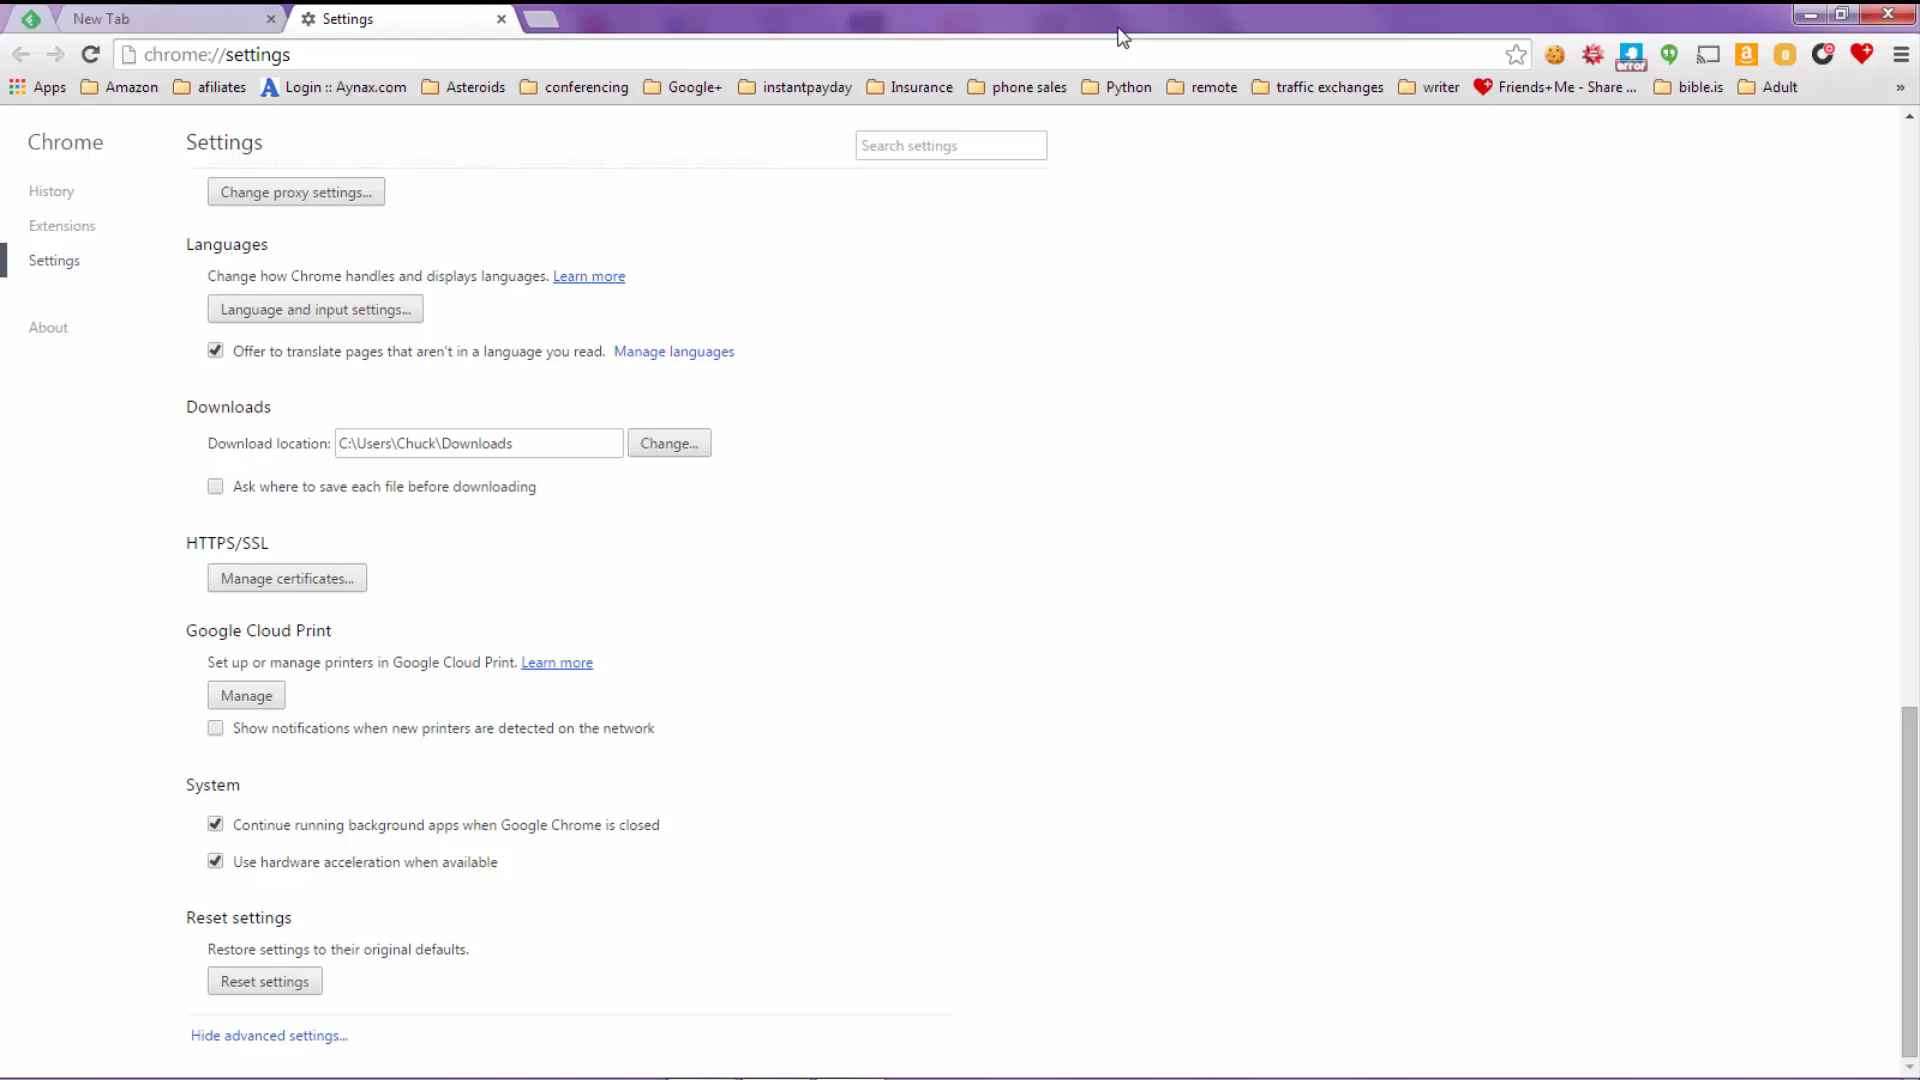 New Tab
Settings
chrome://settings
error
Apps Amazon afiliates Login :: Aynax.com Asteroids conferencing Google+ instantpayday Insurance phone sales Python remote traffic exchanges writer Friends+Me - Share ... bible.is Adult »
Chrome
History
Extensions
Settings
About
Settings
Search settings
Change proxy settings...
Languages
Change how Chrome handles and displays languages. Learn more
Language and input settings...
Offer to translate pages that aren't in a language you read. Manage languages
Downloads
Download location: C:\Users\Chuck\Downloads Change...
Ask where to save each file before downloading
HTTPS/SSL
Manage certificates...
Google Cloud Print
Set up or manage printers in Google Cloud Print. Learn more
Manage
Show notifications when new printers are detected on the network
System
Continue running background apps when Google Chrome is closed
Use hardware acceleration when available
Reset settings
Restore settings to their original defaults.
Reset settings
Hide advanced settings...